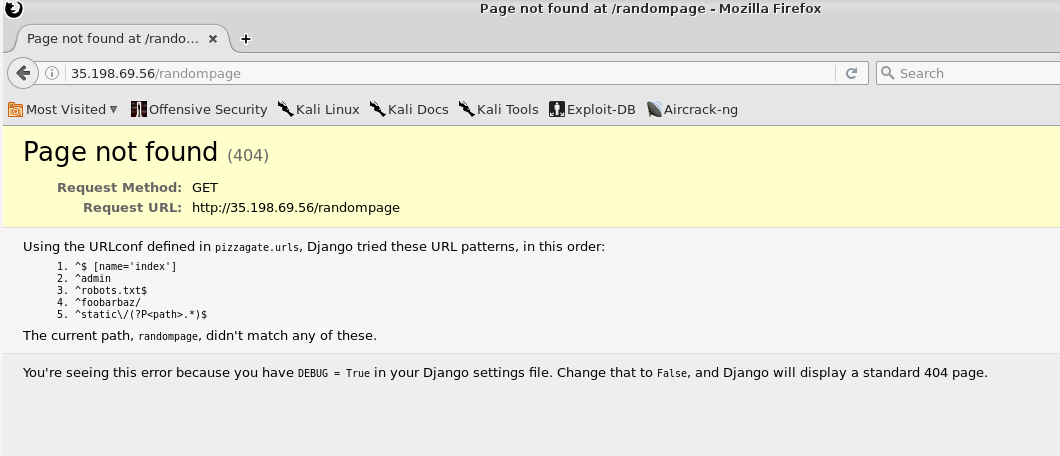 Page not found at /randompage - Mozilla Firefox
Page not found at /rando...
35.198.69.56/randompage
Search
Most Visited Offensive Security Kali Linux Kali Docs Kali Tools Exploit-DB Aircrack-ng
Page not found (404)
Request Method: GET
Request URL: http://35.198.69.56/randompage
Using the URLconf defined in pizzagate.urls, Django tried these URL patterns, in this order:
1. ^$ [name='index']
2. ^admin
3. ^robots.txt$
4. ^foobarbaz/
5. ^static\/(?P<path>.*)$
The current path, randompage, didn't match any of these.
You're seeing this error because you have DEBUG = True in your Django settings file. Change that to False, and Django will display a standard 404 page.